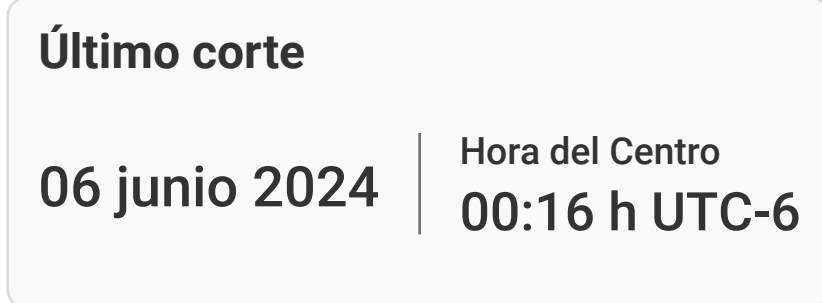 Último corte
06 junio 2024
Hora del Centro
00:16 h UTC-6